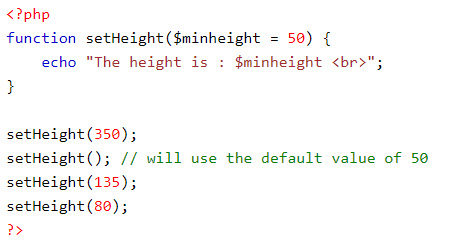 <?php
function setHeight($minheight = 50) {
    echo "The height is : $minheight <br>";
}

setHeight(350);
setHeight(); // will use the default value of 50
setHeight(135);
setHeight(80);
?>